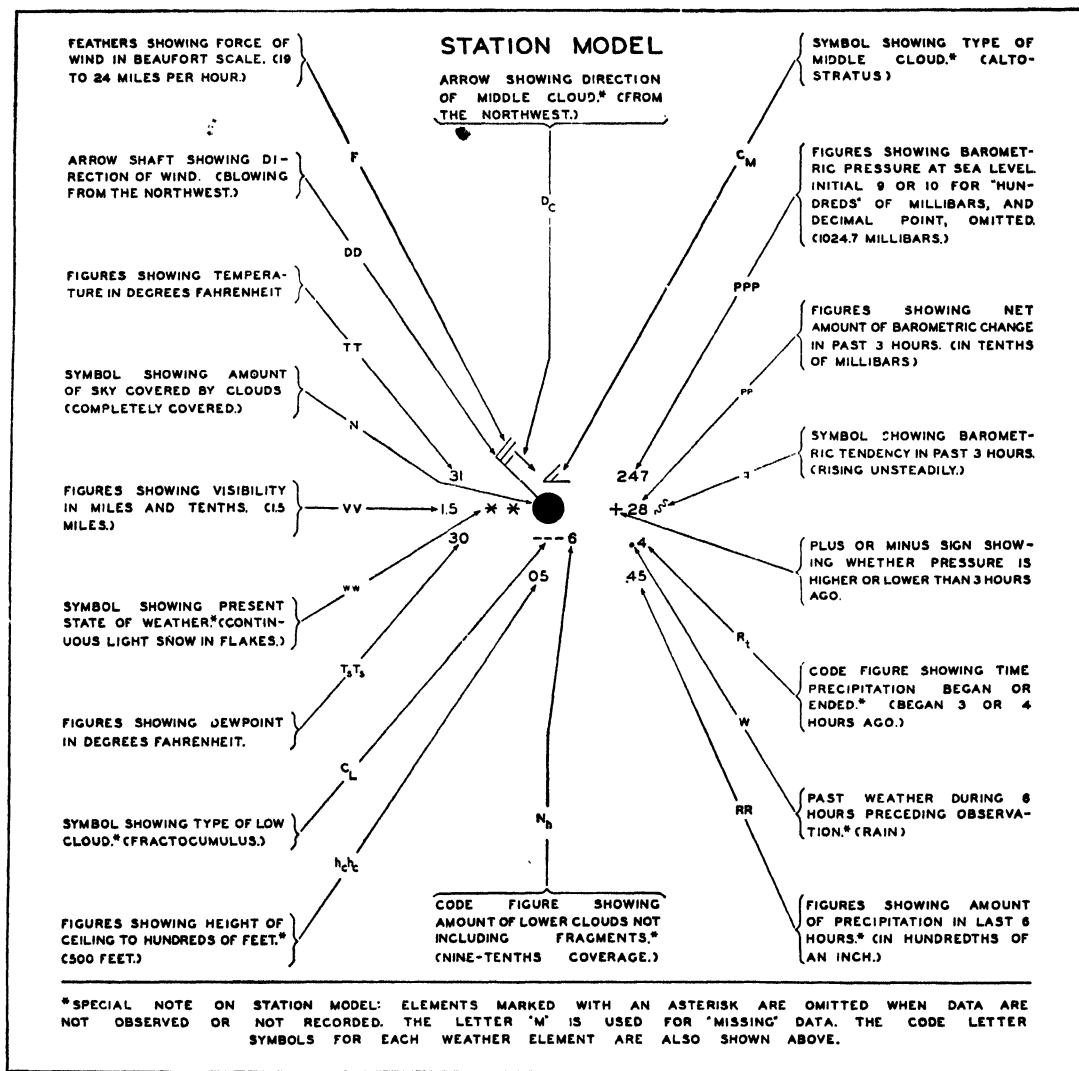 STATION MODEL
FEATHERS SHOWING FORCE OF
WIND IN BEAUFORT SCALE. (19
TO 24 MILES PER HOUR.)
ARROW SHAFT SHOWING DI-
RECTION OF WIND. (BLOWING
FROM THE NORTHWEST.)
FIGURES SHOWING TEMPERA-
TURE IN DEGREES FAHRENHEIT
SYMBOL SHOWING AMOUNT
OF SKY COVERED BY CLOUDS
(COMPLETELY COVERED.)
FIGURES SHOWING VISIBILITY
IN MILES AND TENTHS. (1.5
MILES.)
SYMBOL SHOWING PRESENT
STATE OF WEATHER.* (CONTIN-
UOUS LIGHT SNOW IN FLAKES.)
FIGURES SHOWING DEWPOINT
IN DEGREES FAHRENHEIT.
SYMBOL SHOWING TYPE OF LOW
CLOUD.* (FRACTOCUMULUS.)
FIGURES SHOWING HEIGHT OF
CEILING TO HUNDREDS OF FEET.*
(500 FEET.)
ARROW SHOWING DIRECTION
OF MIDDLE CLOUD.* (FROM
THE NORTHWEST.)
F
DD
TT
N
VV
ww
TsTs
CL
hchc
DC
CM
PPP
PP
Rt
W
RR
Nh
31
247
1.5
* *
+.28
30
---6
.4
05
.45
CODE FIGURE SHOWING
AMOUNT OF LOWER CLOUDS NOT
INCLUDING FRAGMENTS.*
(NINE-TENTHS COVERAGE.)
SYMBOL SHOWING TYPE OF
MIDDLE CLOUD.* (ALTO-
STRATUS)
FIGURES SHOWING BAROMET-
RIC PRESSURE AT SEA LEVEL.
INITIAL 9 OR 10 FOR "HUN-
DREDS" OF MILLIBARS, AND
DECIMAL POINT, OMITTED.
(1024.7 MILLIBARS.)
FIGURES SHOWING NET
AMOUNT OF BAROMETRIC CHANGE
IN PAST 3 HOURS. (IN TENTHS
OF MILLIBARS)
SYMBOL SHOWING BAROMET-
RIC TENDENCY IN PAST 3 HOURS.
(RISING UNSTEADILY.)
PLUS OR MINUS SIGN SHOW-
ING WHETHER PRESSURE IS
HIGHER OR LOWER THAN 3 HOURS
AGO.
CODE FIGURE SHOWING TIME
PRECIPITATION BEGAN OR
ENDED.* (BEGAN 3 OR 4
HOURS AGO.)
PAST WEATHER DURING 6
HOURS PRECEDING OBSERVA-
TION.* (RAIN)
FIGURES SHOWING AMOUNT
OF PRECIPITATION IN LAST 6
HOURS.* (IN HUNDREDTHS OF
AN INCH.)
*SPECIAL NOTE ON STATION MODEL: ELEMENTS MARKED WITH AN ASTERISK ARE OMITTED WHEN DATA ARE
NOT OBSERVED OR NOT RECORDED. THE LETTER "M" IS USED FOR "MISSING" DATA. THE CODE LETTER
SYMBOLS FOR EACH WEATHER ELEMENT ARE ALSO SHOWN ABOVE.